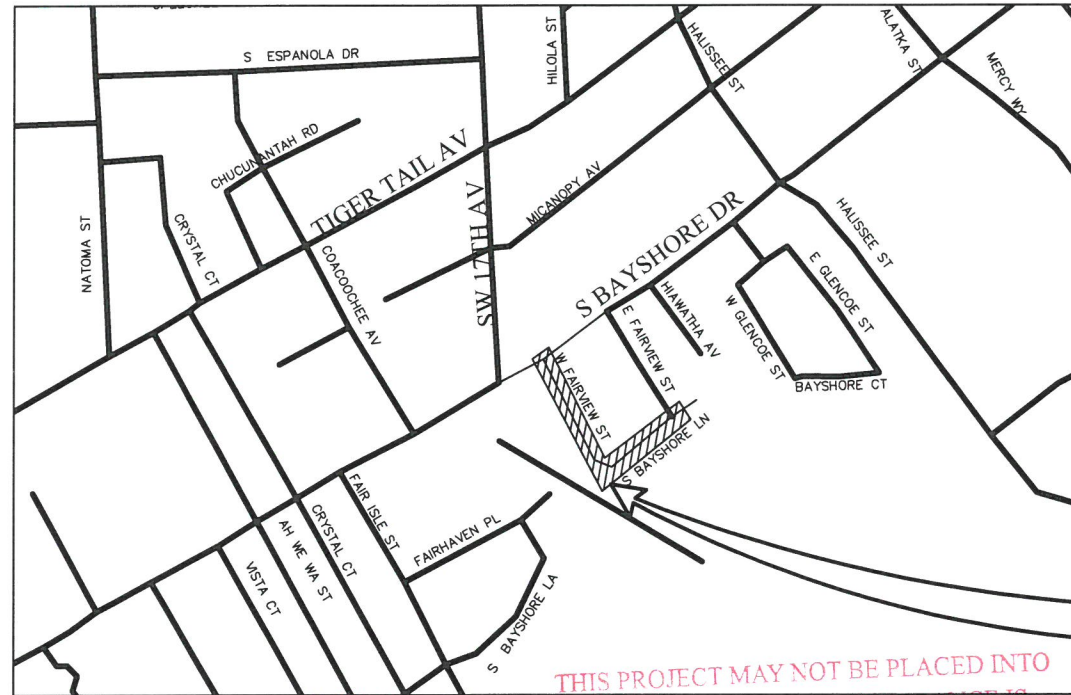 S ESPANOLA DR
HILOLA ST
HALISSEE ST
ALATKA ST
MERCY WY
CHUCUNANTAH RD
TIGER TAIL AV
SW 17TH AV
MICANOPY AV
NATOMA ST
CRYSTAL CT
COACOOCHEE AV
S BAYSHORE DR
HALISSEE ST
E GLENCOE ST
W GLENCOE ST
HIAWATHA AV
E FAIRVIEW ST
W FAIRVIEW ST
BAYSHORE CT
S BAYSHORE LN
FAIR ISLE ST
FAIRHAVEN PL
CRYSTAL CT
AH WE WA ST
VISTA CT
S BAYSHORE LA
THIS PROJECT MAY NOT BE PLACED INTO